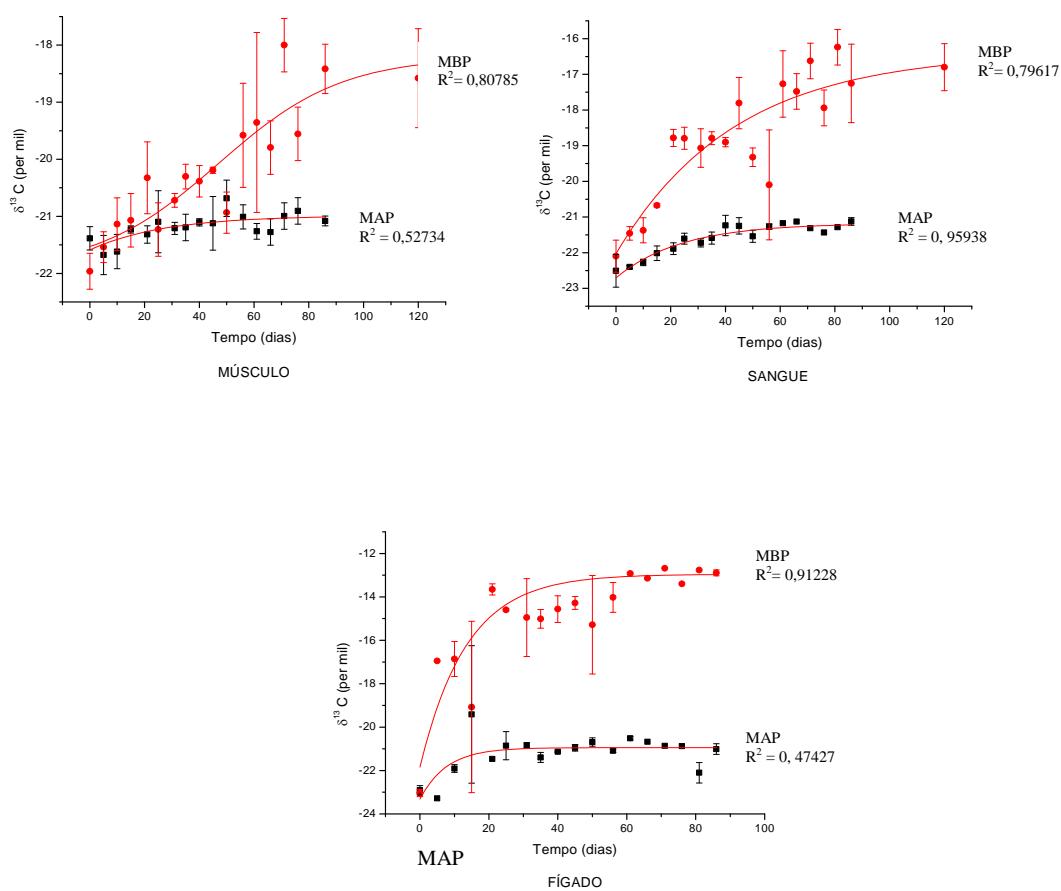 -18
-19
-20
-21
-22
δ¹³ C (per mil)
0 20 40 60 80 100 120
Tempo (dias)
MÚSCULO
MBP
R²= 0,80785
MAP
R² = 0,52734
-16
-17
-18
-19
-20
-21
-22
-23
δ¹³C (per mil)
0 20 40 60 80 100 120
Tempo (dias)
SANGUE
MBP
R²= 0,79617
MAP
R² = 0, 95938
-12
-14
-16
-18
-20
-22
-24
δ¹³ C (per mil)
0 20 40 60 80 100
MAP
Tempo (dias)
FÍGADO
MBP
R²= 0,91228
MAP
R² = 0, 47427